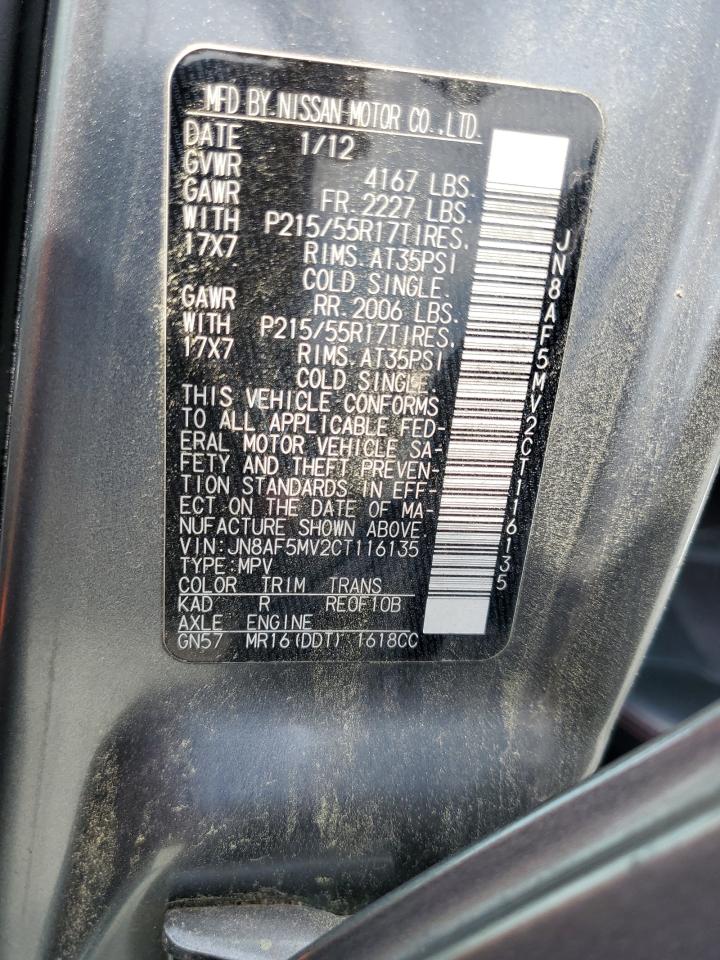 MFD BY NISSAN MOTOR CO.,LTD.
DATE 1/12
GVWR 4167 LBS.
GAWR FR. 2227 LBS.
WITH P215/55R17TIRES.
17X7 RIMS. AT35PSI
COLD SINGLE.
GAWR RR. 2006 LBS.
WITH P215/55R17TIRES.
17X7 RIMS. AT35PSI
COLD SINGLE.
THIS VEHICLE CONFORMS
TO ALL APPLICABLE FED-
ERAL MOTOR VEHICLE SA-
FETY AND THEFT PREVEN-
TION STANDARDS IN EFF-
ECT ON THE DATE OF MA-
NUFACTURE SHOWN ABOVE.
VIN:JN8AF5MV2CT116135
TYPE:MPV
COLOR TRIM TRANS
KAD R RE0F10B
AXLE ENGINE
GN57 MR16(DDT) 1618CC
JN8AF5MV2CT116135